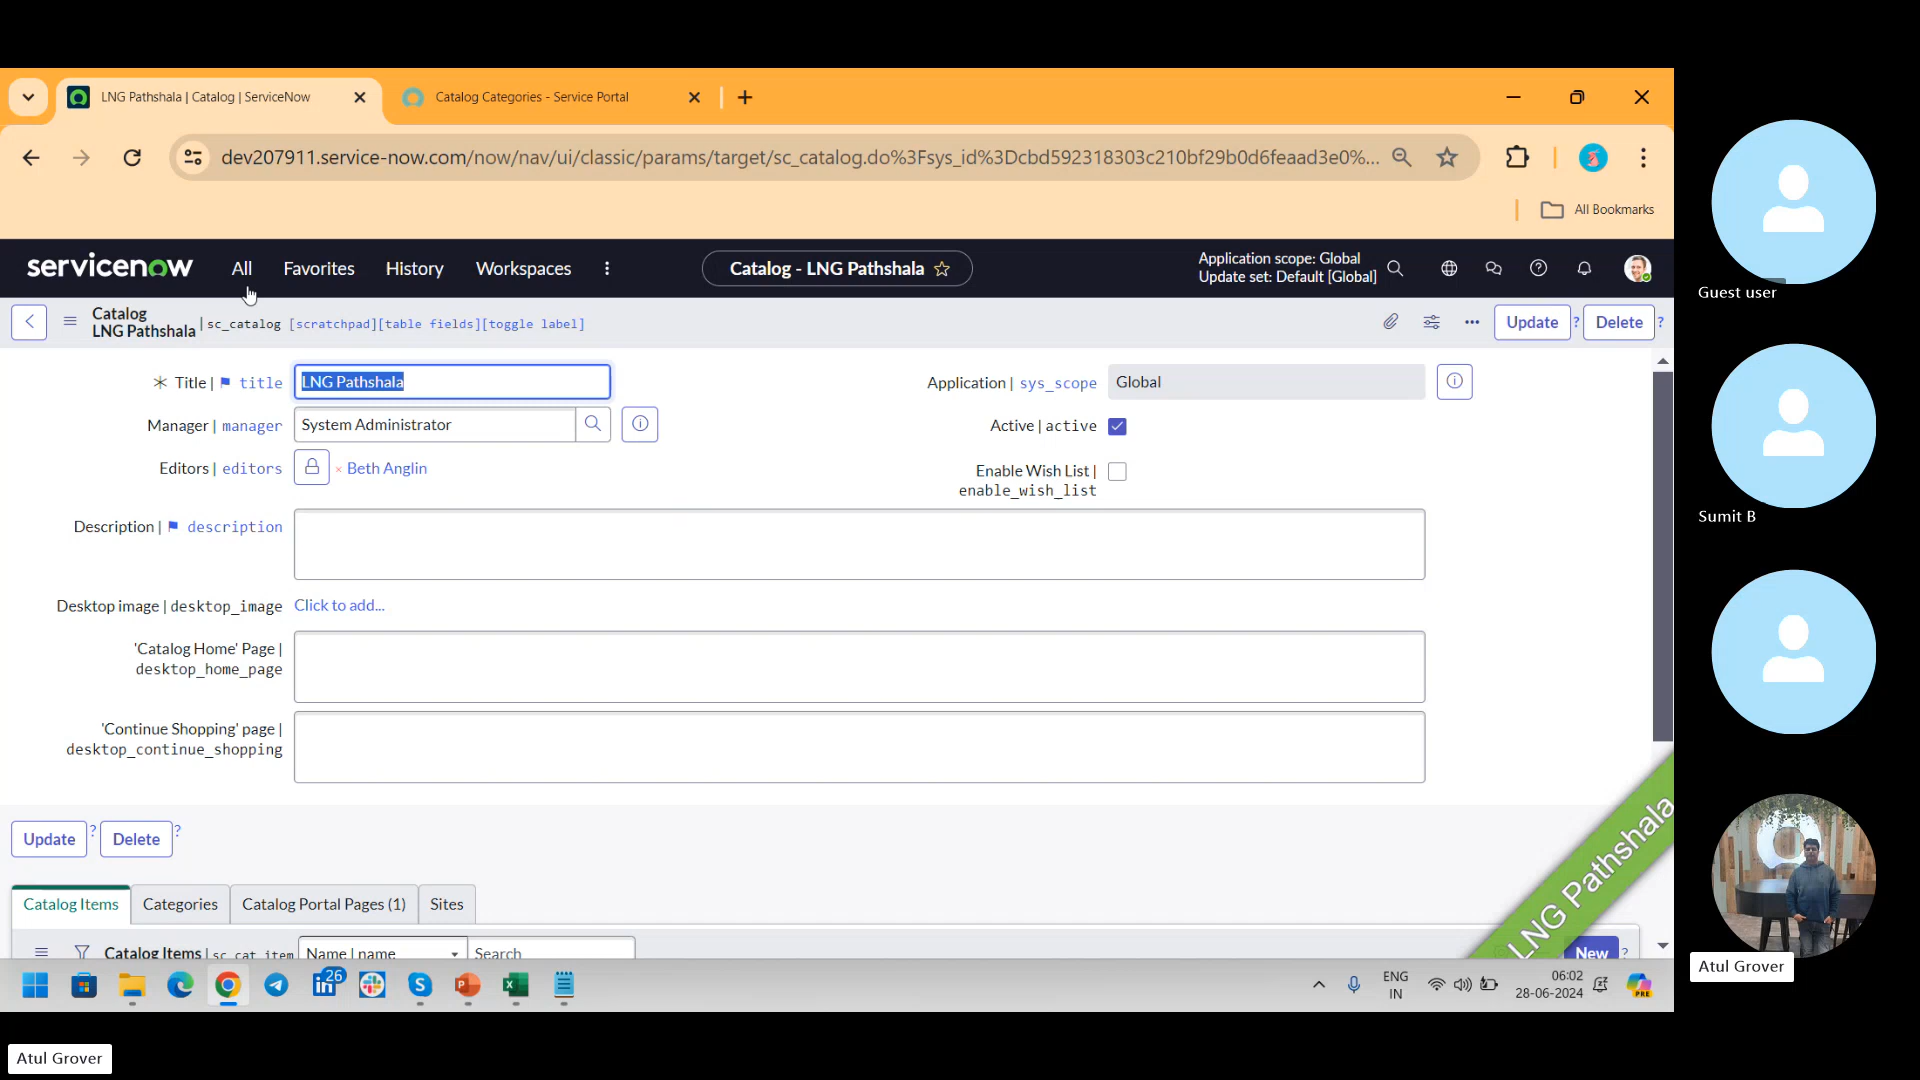 LNG Pathshala | Catalog | ServiceNow
Catalog Categories - Service Portal
dev207911.service-now.com/now/nav/ui/classic/params/target/sc_catalog.do%3Fsys_id%3Dcbd592318303c210bf29b0d6feaad3e0%...
All Bookmarks
servicenow
All
Favorites
History
Workspaces
Catalog - LNG Pathshala
Application scope: Global
Update set: Default [Global]
Catalog
LNG Pathshala | sc_catalog [scratchpad][table fields][toggle label]
Update ?
Delete ?
Title | title
LNG Pathshala
Application | sys_scope
Global
Manager | manager
System Administrator
Active | active
Editors | editors
× Beth Anglin
Enable Wish List |
enable_wish_list
Description | description
Desktop image | desktop_image
Click to add...
'Catalog Home' Page |
desktop_home_page
'Continue Shopping' page |
desktop_continue_shopping
Update ?
Delete ?
Catalog Items
Categories
Catalog Portal Pages (1)
Sites
Catalog Items | sc_cat_item
Name | name
Search
New ?
LNG Pathshala
26
ENG
IN
06:02
28-06-2024
PRE
Guest user
Sumit B
Atul Grover
Atul Grover